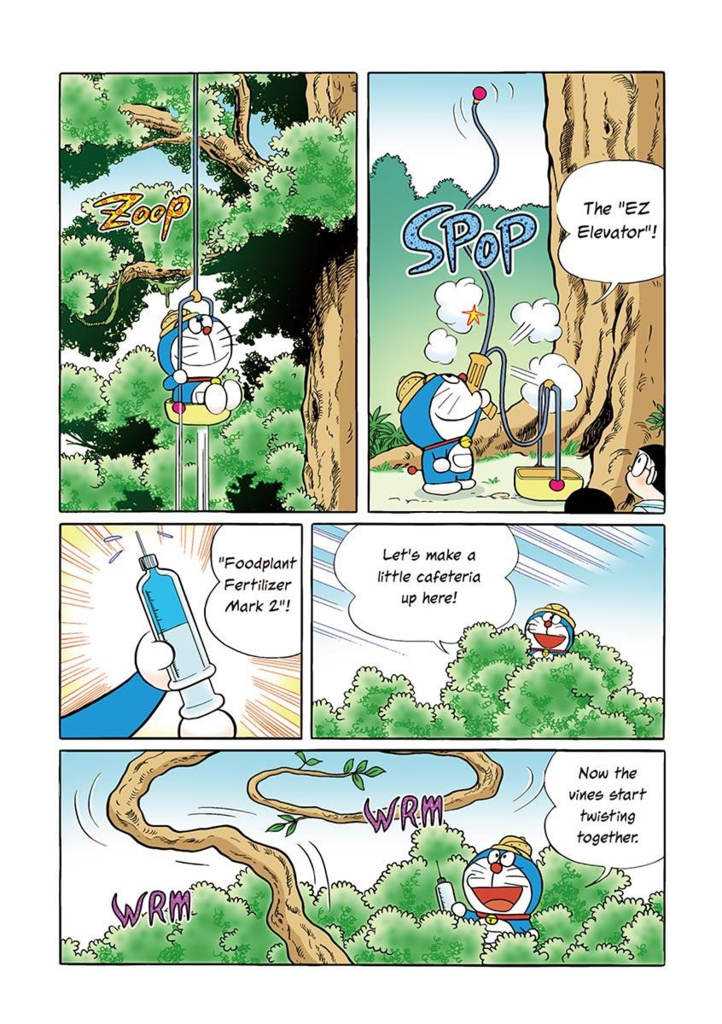 The "EZ
Elevator"!
SPOP
ZOOP
Let's make a
little cafeteria
up here!
"Foodplant
Fertilizer
Mark 2"!
Now the
vines start
twisting
together.
WRM
WRM